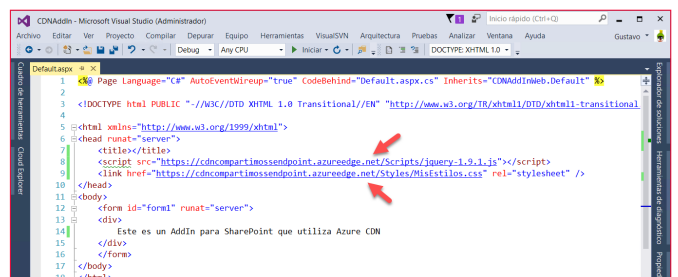 CDNAddIn - Microsoft Visual Studio (Administrador)
1
Inicio rápido (Ctrl+Q)
Archivo Editar Ver Proyecto Compilar Depurar Equipo Herramientas VisualSVN Arquitectura Pruebas Analizar Ventana Ayuda Gustavo
Debug Any CPU Iniciar DOCTYPE: XHTML 1.0
Cuadro de herramientas
Cloud Explorer
Default.aspx
1 <%@ Page Language="C#" AutoEventWireup="true" CodeBehind="Default.aspx.cs" Inherits="CDNAddInWeb.Default" %>
2
3 <!DOCTYPE html PUBLIC "-//W3C//DTD XHTML 1.0 Transitional//EN" "http://www.w3.org/TR/xhtml1/DTD/xhtml1-transitional
4
5 <html xmlns="http://www.w3.org/1999/xhtml">
6 <head runat="server">
7 <title></title>
8 <script src="https://cdncompartimossendpoint.azureedge.net/Scripts/jquery-1.9.1.js"></script>
9 <link href="https://cdncompartimossendpoint.azureedge.net/Styles/MisEstilos.css" rel="stylesheet" />
10 </head>
11 <body>
12 <form id="form1" runat="server">
13 <div>
14 Este es un AddIn para SharePoint que utiliza Azure CDN
15 </div>
16 </form>
17 </body>
Explorador de soluciones
Herramientas de diagnóstico